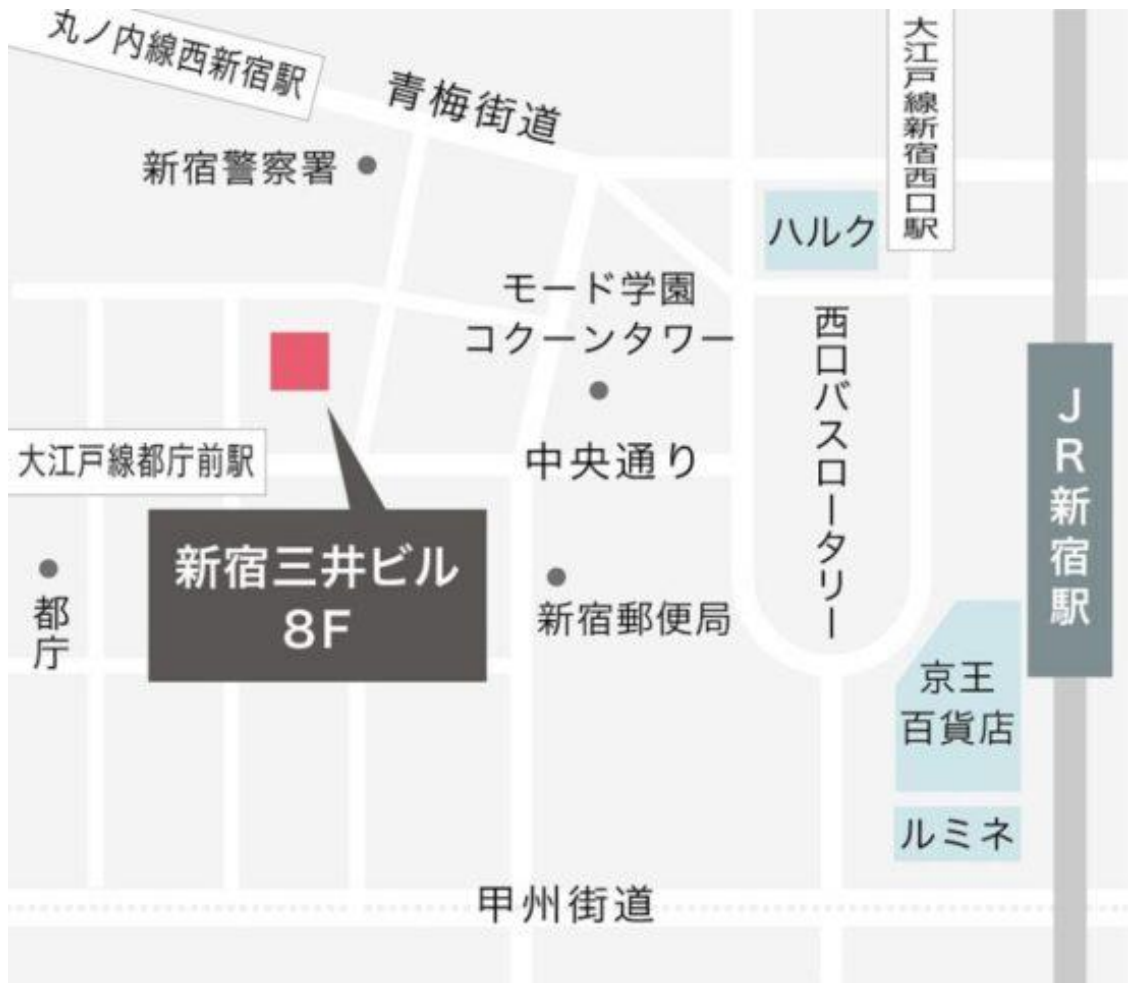 丸ノ内線西新宿駅
青梅街道
大江戸線新宿西口駅
新宿警察署
ハルク
モード学園
コクーンタワー
西口バスロータリー
JR新宿駅
大江戸線都庁前駅
中央通り
新宿三井ビル
8F
都庁
新宿郵便局
京王
百貨店
ルミネ
甲州街道